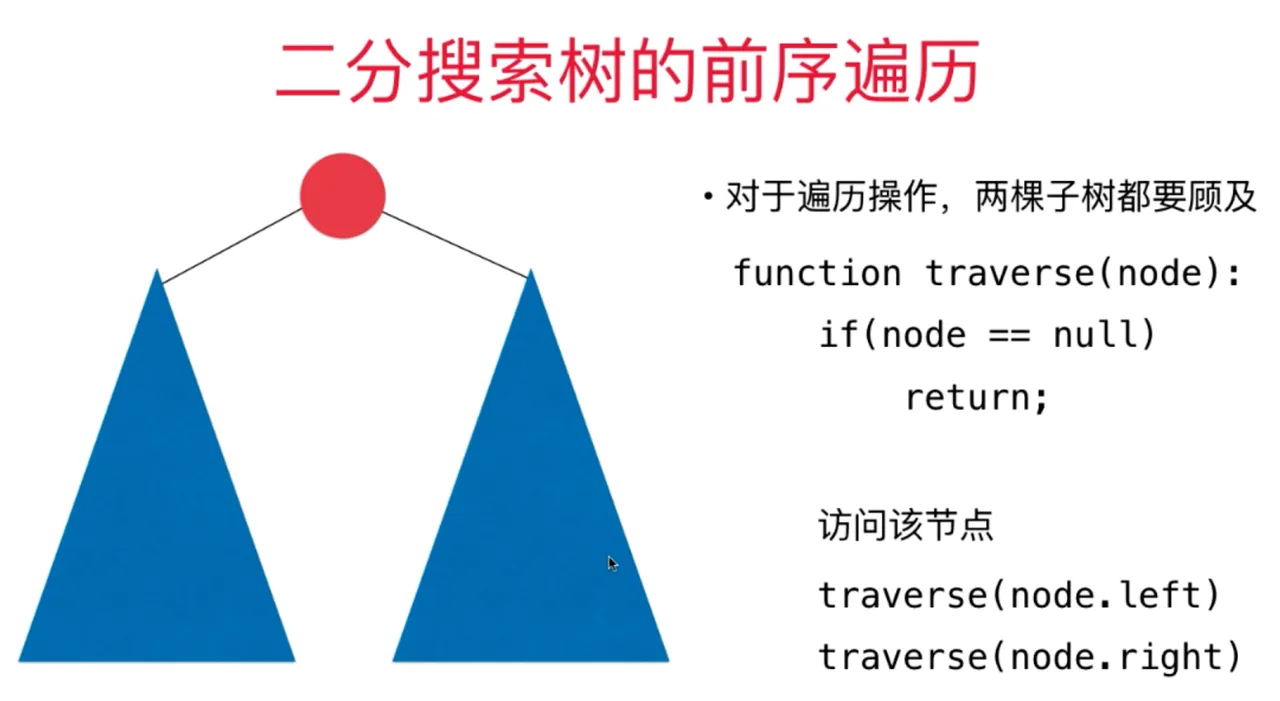 二分搜索树的前序遍历
• 对于遍历操作，两棵子树都要顾及
function traverse(node):
if(node == null)
return;
访问该节点
traverse(node.left)
traverse(node.right)